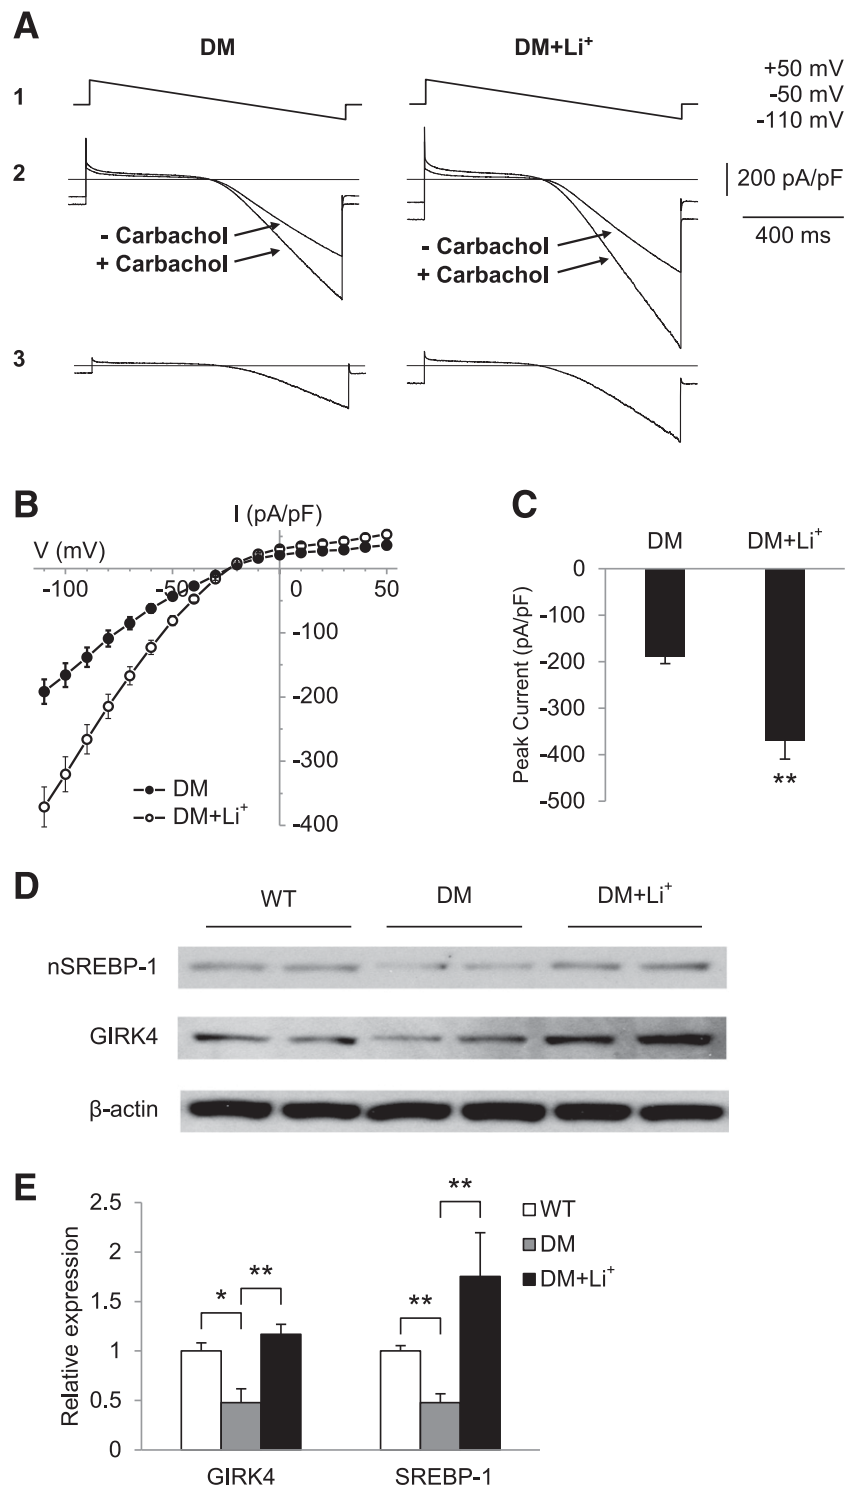 A
DM DM+Li⁺
1
+50 mV
-50 mV
-110 mV
2
200 pA/pF
400 ms
- Carbachol
+ Carbachol
- Carbachol
+ Carbachol
3
B
I (pA/pF)
V (mV)
-100 -50 0 50
-100
-200
-300
-400
DM
DM+Li⁺
C
DM DM+Li⁺
Peak Current (pA/pF)
0
-100
-200
-300
-400
-500
**
D
WT DM DM+Li⁺
nSREBP-1
GIRK4
β-actin
E
Relative expression
2.5
2
1.5
1
0.5
0
* ** ** **
WT
DM
DM+Li⁺
GIRK4 SREBP-1